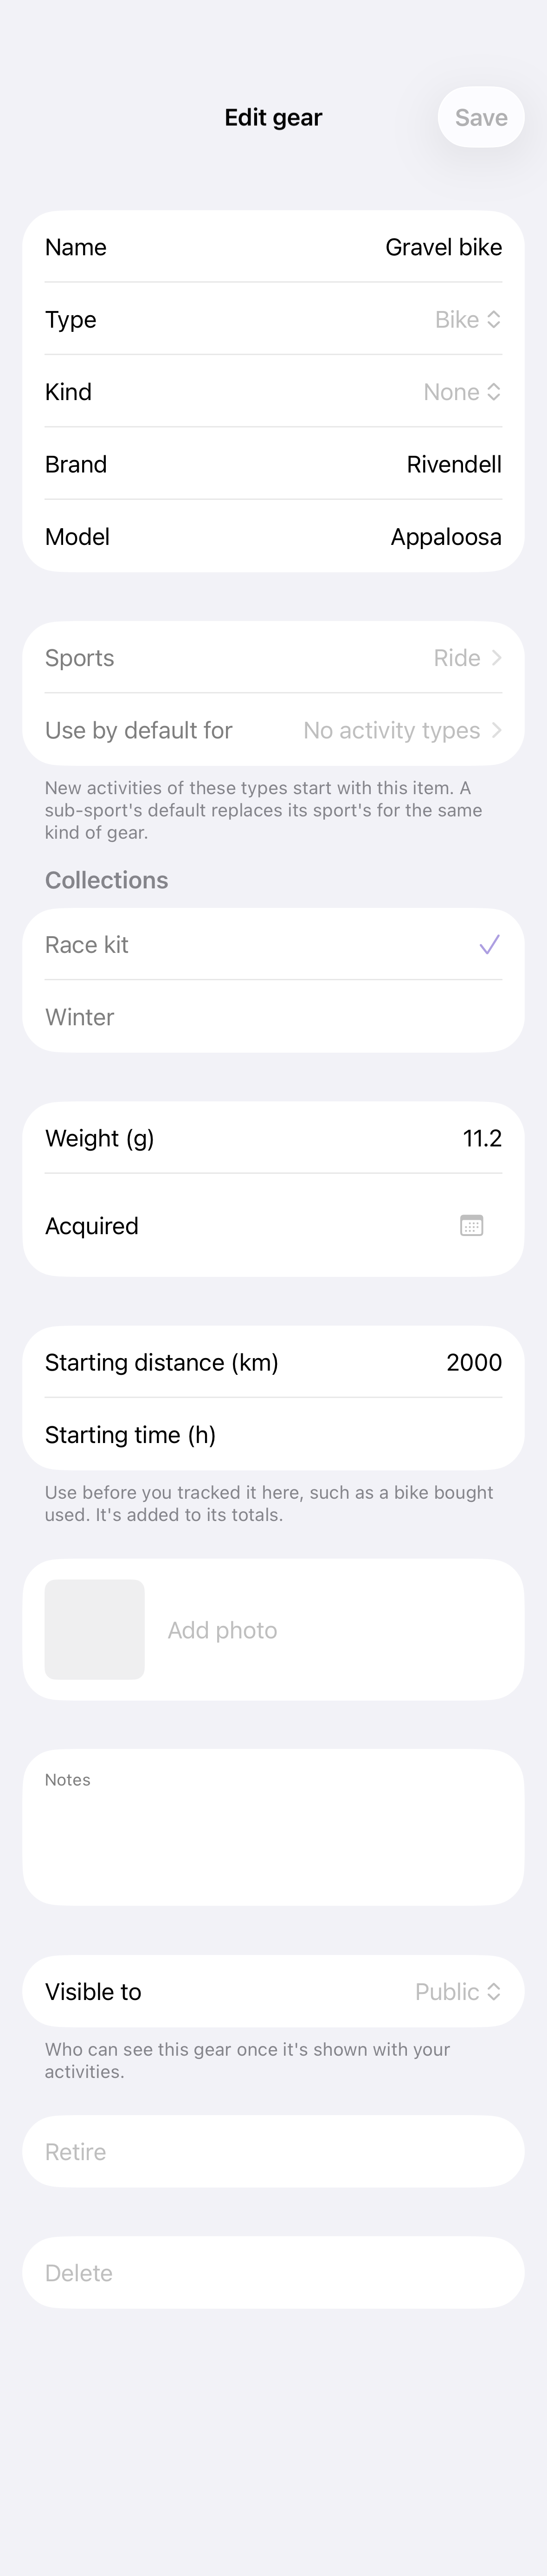 Edit gear
Save
Name Gravel bike
Type Bike
Kind None
Brand Rivendell
Model Appaloosa
Sports Ride
Use by default for No activity types
New activities of these types start with this item. A
sub-sport's default replaces its sport's for the same
kind of gear.
Collections
Race kit
Winter
Weight (g) 11.2
Acquired
Starting distance (km) 2000
Starting time (h)
Use before you tracked it here, such as a bike bought
used. It's added to its totals.
Add photo
Notes
Visible to Public
Who can see this gear once it's shown with your
activities.
Retire
Delete